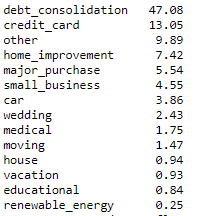 debt_consolidation 47.08
credit_card 13.05
other 9.89
home_improvement 7.42
major_purchase 5.54
small_business 4.55
car 3.86
wedding 2.43
medical 1.75
moving 1.47
house 0.94
vacation 0.93
educational 0.84
renewable_energy 0.25